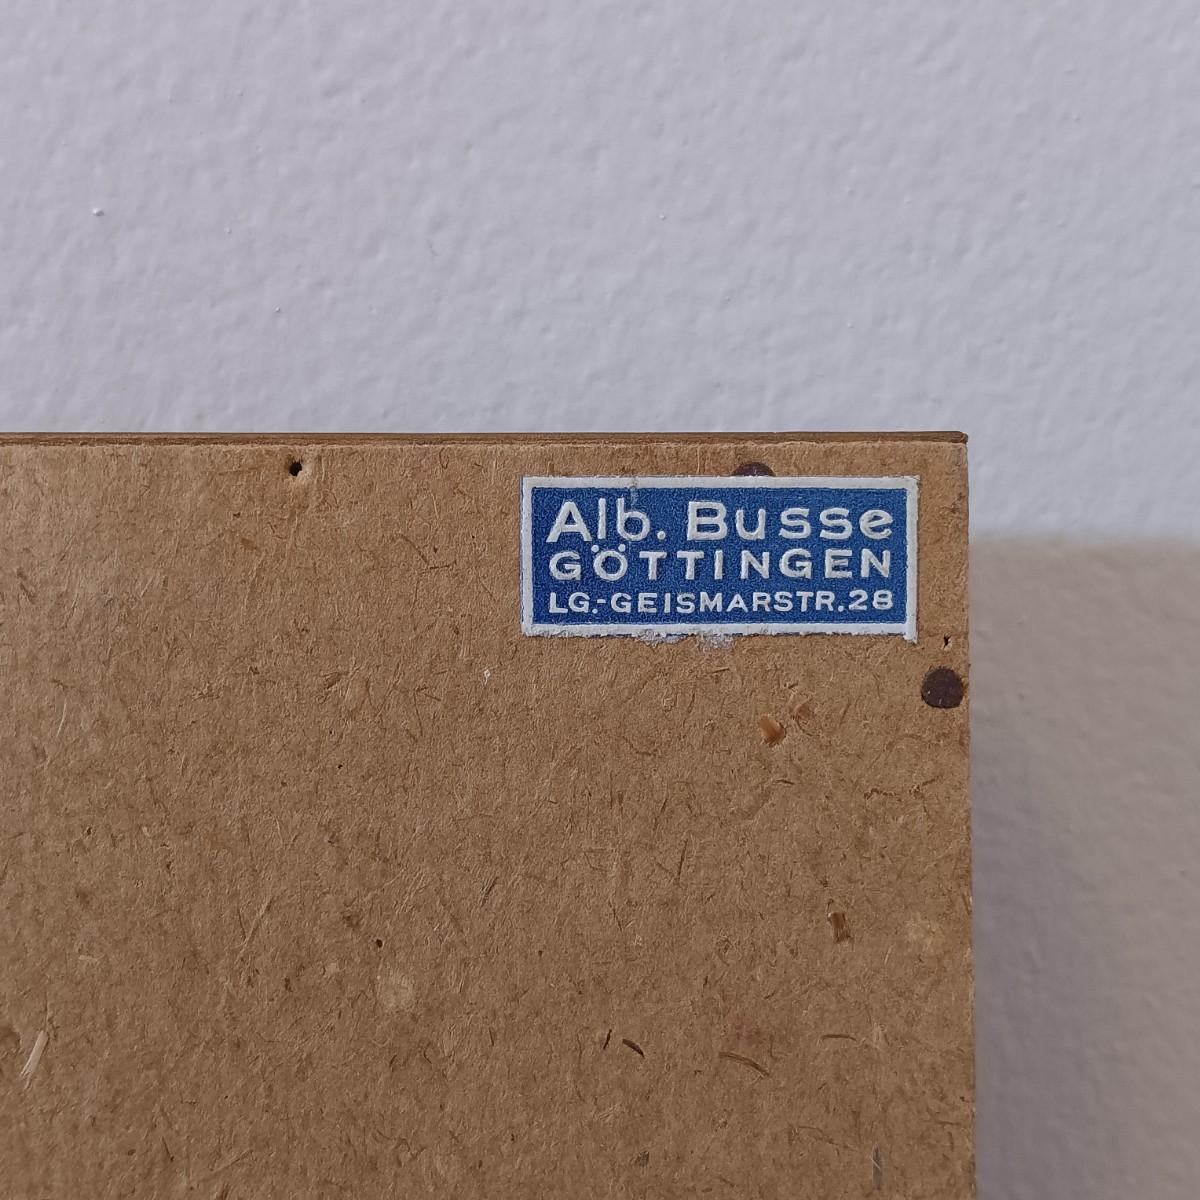 Alb. Busse
GÖTTINGEN
LG.-GEISMARSTR.28